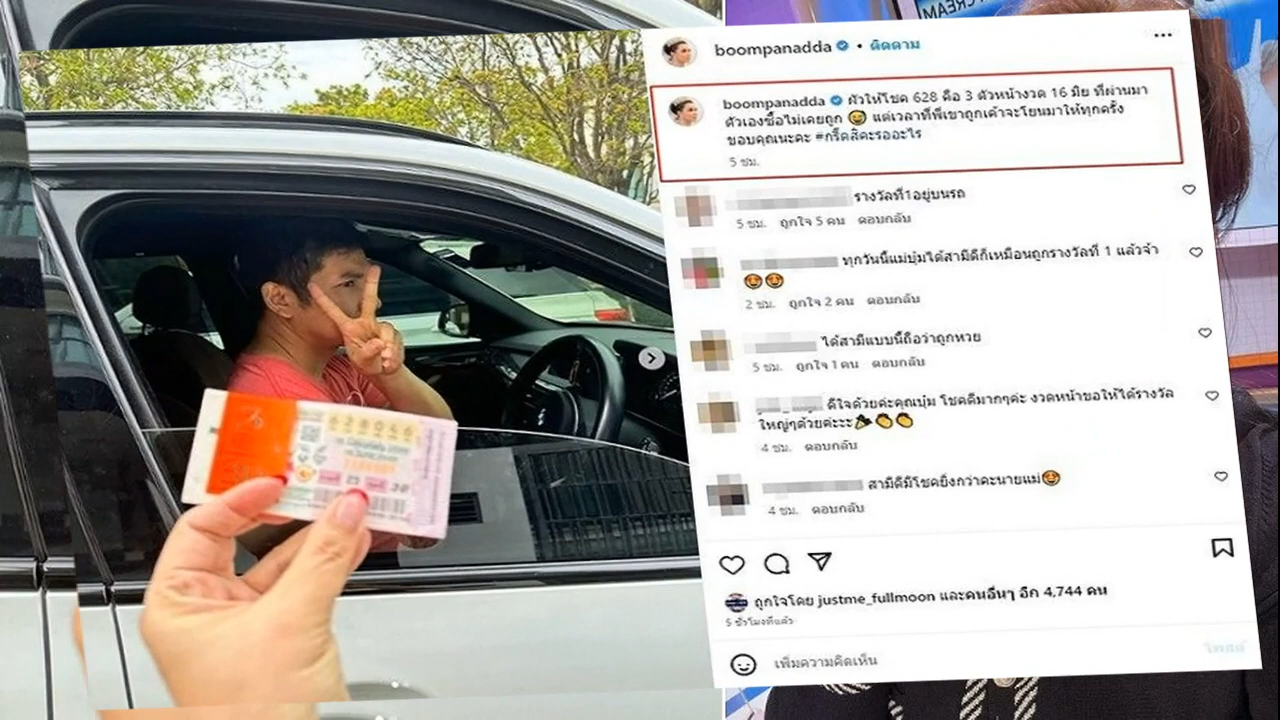 boompanadda • ติดตาม
boompanadda ผัวให้โชค 628 คือ 3 ตัวหน้างวด 16 มิย ที่ผ่านมา
ตัวเองซื้อไม่เคยถูก 😅 แต่เวลาที่พี่เขาถูกเค้าจะโยนมาให้ทุกครั้ง
ขอบคุณนะคะ #กรี๊ดสิคะรออะไร
5 ชม.
รางวัลที่1อยู่บนรถ
5 ชม. ถูกใจ 5 คน ตอบกลับ
ทุกวันนี้แม่บุ่มได้สามีดีก็เหมือนถูกรางวัลที่ 1 แล้วจ้า
🥰🥰
2 ชม. ถูกใจ 2 คน ตอบกลับ
ได้สามีแบบนี้ถือว่าถูกหวย
5 ชม. ถูกใจ 1 คน ตอบกลับ
ดีใจด้วยค่ะคุณบุ๋ม โชคดีมากๆค่ะ งวดหน้าขอให้ได้รางวัล
ใหญ่ๆด้วยค่ะะะ🎉👏👏
4 ชม. ตอบกลับ
สามีดีมีโชคยิ่งกว่าคะนายแม่🥰
4 ชม. ตอบกลับ
ถูกใจโดย justme_fullmoon และคนอื่นๆ อีก 4,744 คน
5 ชั่วโมงที่แล้ว
เพิ่มความคิดเห็น
โพสต์